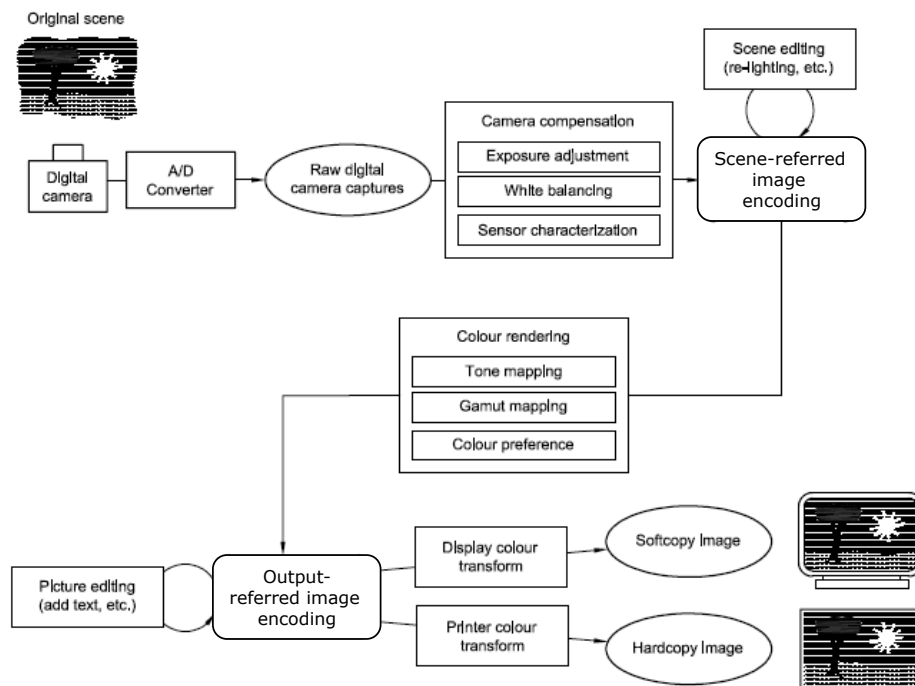 Original scene
Scene editing
(re-lighting, etc.)
Camera compensation
Exposure adjustment
White balancing
Sensor characterization
Digital
camera
A/D
Converter
Raw digital
camera captures
Scene-referred
image
encoding
Colour rendering
Tone mapping
Gamut mapping
Colour preference
Picture editing
(add text, etc.)
Output-
referred image
encoding
Display colour
transform
Softcopy Image
Printer colour
transform
Hardcopy Image